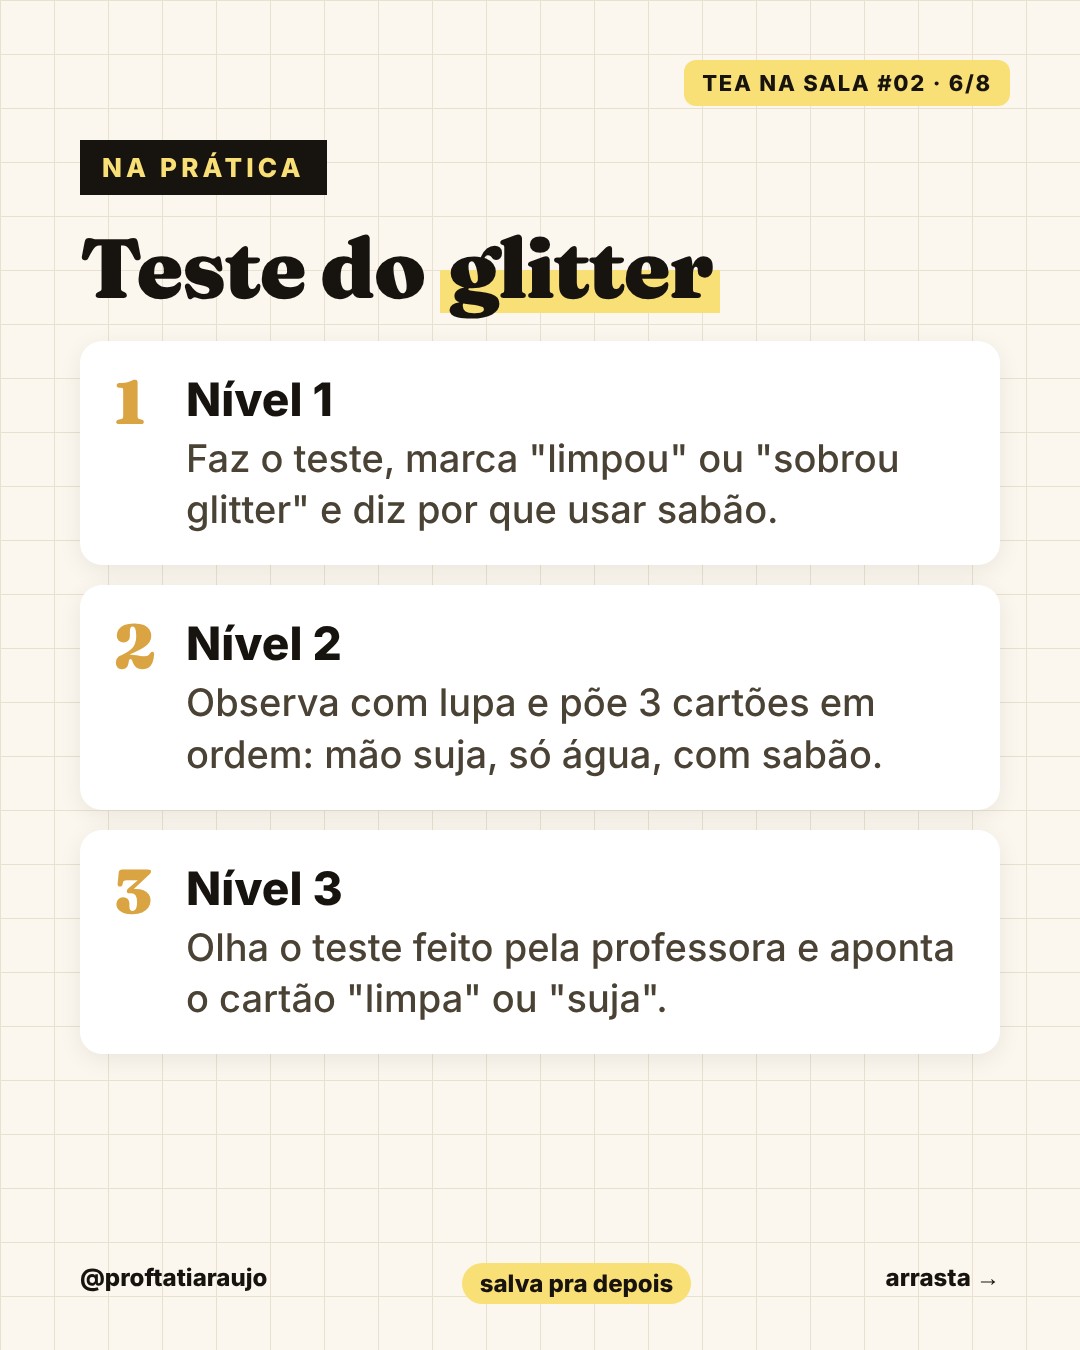 TEA NA SALA #02 · 6/8
NA PRÁTICA
Teste do glitter
1 Nível 1
Faz o teste, marca "limpou" ou "sobrou
glitter" e diz por que usar sabão.
2 Nível 2
Observa com lupa e põe 3 cartões em
ordem: mão suja, só água, com sabão.
3 Nível 3
Olha o teste feito pela professora e aponta
o cartão "limpa" ou "suja".
@proftatiaraujo
salva pra depois
arrasta →